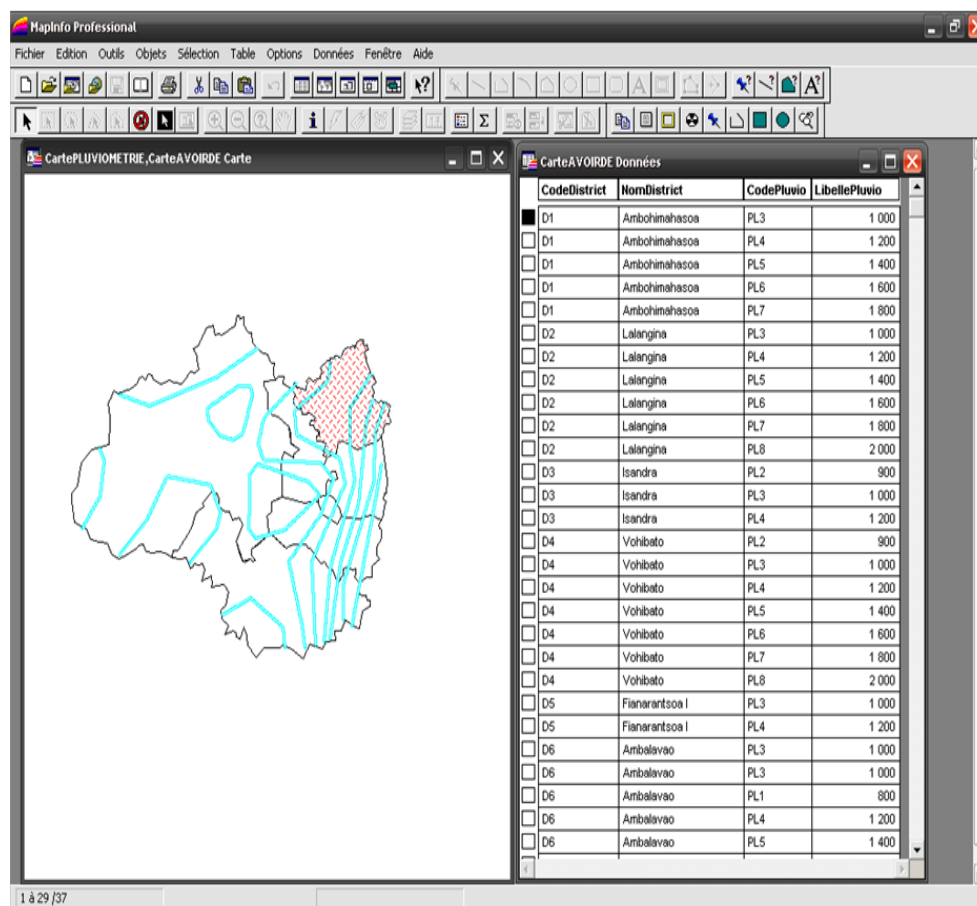 MapInfo Professional
Fichier Edition Outils Objets Sélection Table Options Données Fenêtre Aide
CartePLUVIOMETRIE,CarteAVOIRDE Carte
CarteAVOIRDE Données
CodeDistrict NomDistrict CodePluvio LibellePluvio
D1 Ambohimahasoa PL3 1 000
D1 Ambohimahasoa PL4 1 200
D1 Ambohimahasoa PL5 1 400
D1 Ambohimahasoa PL6 1 600
D1 Ambohimahasoa PL7 1 800
D2 Lalangina PL3 1 000
D2 Lalangina PL4 1 200
D2 Lalangina PL5 1 400
D2 Lalangina PL6 1 600
D2 Lalangina PL7 1 800
D2 Lalangina PL8 2 000
D3 Isandra PL2 900
D3 Isandra PL3 1 000
D3 Isandra PL4 1 200
D4 Vohibato PL2 900
D4 Vohibato PL3 1 000
D4 Vohibato PL4 1 200
D4 Vohibato PL5 1 400
D4 Vohibato PL6 1 600
D4 Vohibato PL7 1 800
D4 Vohibato PL8 2 000
D5 Fianarantsoa I PL3 1 000
D5 Fianarantsoa I PL4 1 200
D6 Ambalavao PL3 1 000
D6 Ambalavao PL3 1 000
D6 Ambalavao PL1 800
D6 Ambalavao PL4 1 200
D6 Ambalavao PL5 1 400
1 à 29 /37